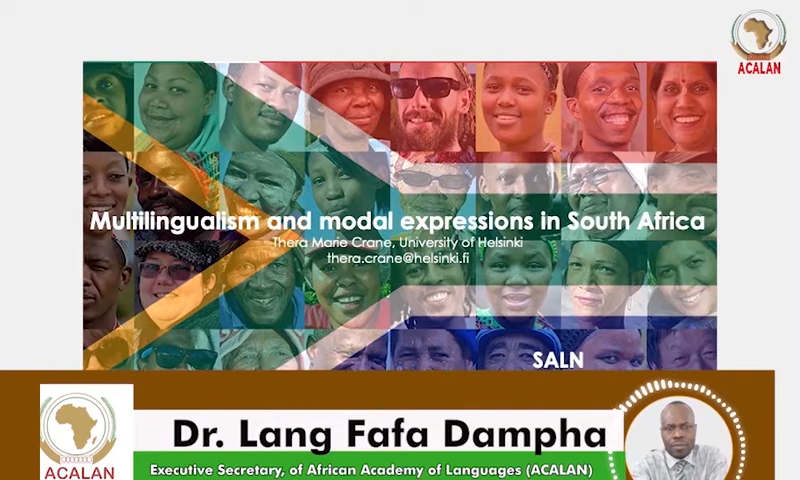 ACALAN
Multilingualism and modal expressions in South Africa
Thera Marie Crane, University of Helsinki
thera.crane@helsinki.fi
SALN
Dr. Lang Fafa Dampha
Executive Secretary, of African Academy of Languages (ACALAN)
ACALAN